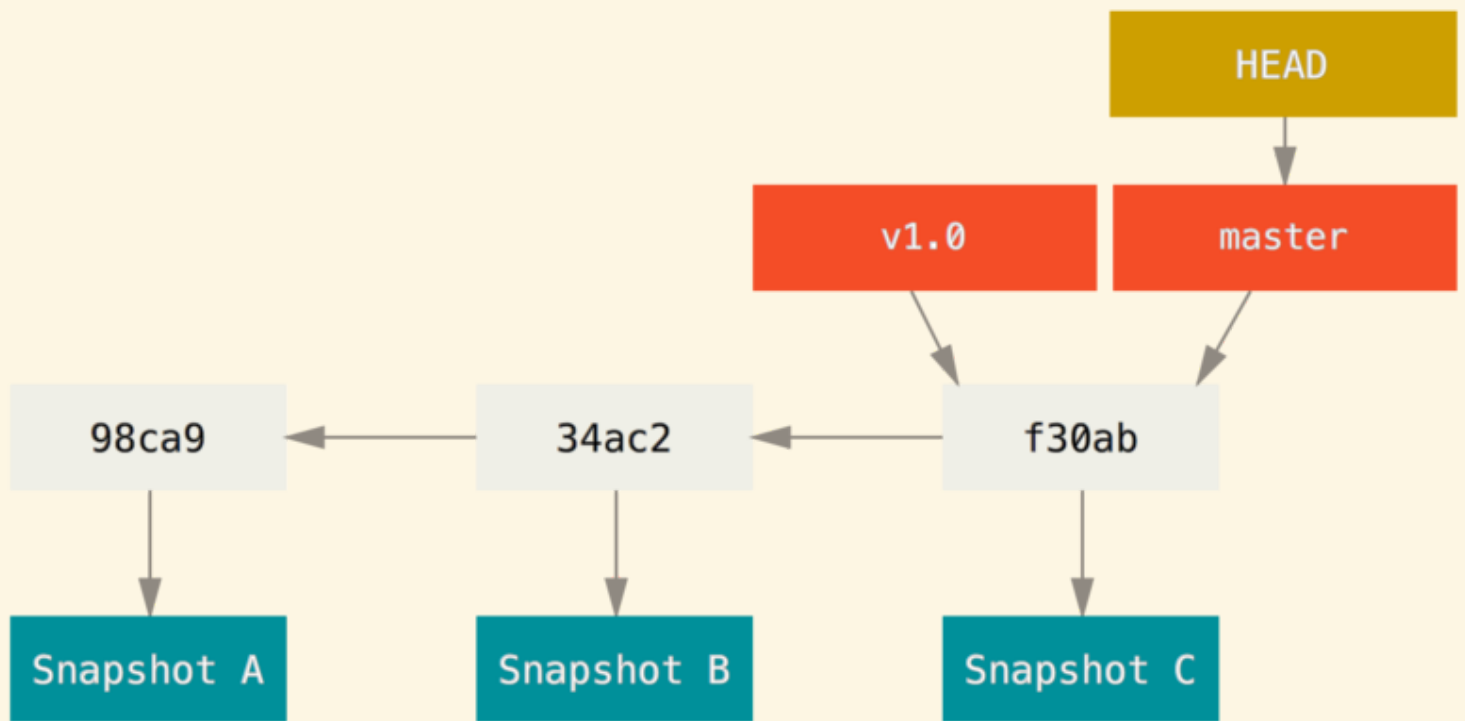 HEAD
v1.0
master
98ca9
34ac2
f30ab
Snapshot A
Snapshot B
Snapshot C